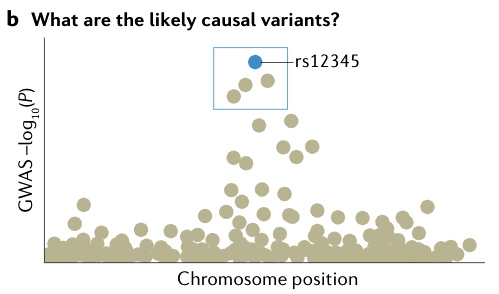 b What are the likely causal variants?
rs12345
GWAS –log10(P)
Chromosome position